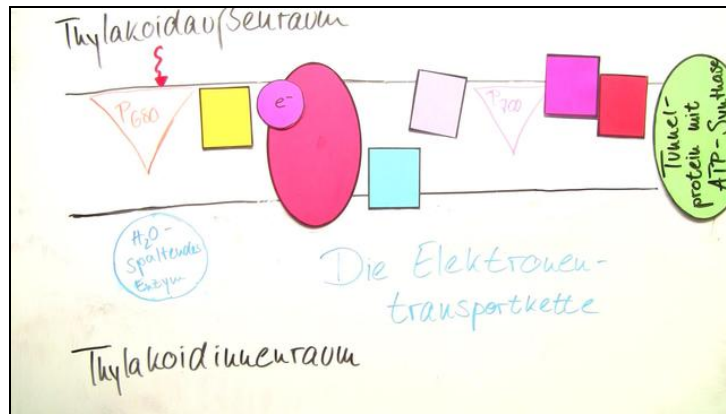 Thylakoidaußenraum
P680
e-
P700
Tunnel-
protein mit
ATP-Synthase
H2O-
spaltendes
Enzym
Die Elektronen-
transportkette
Thylakoidinnenraum